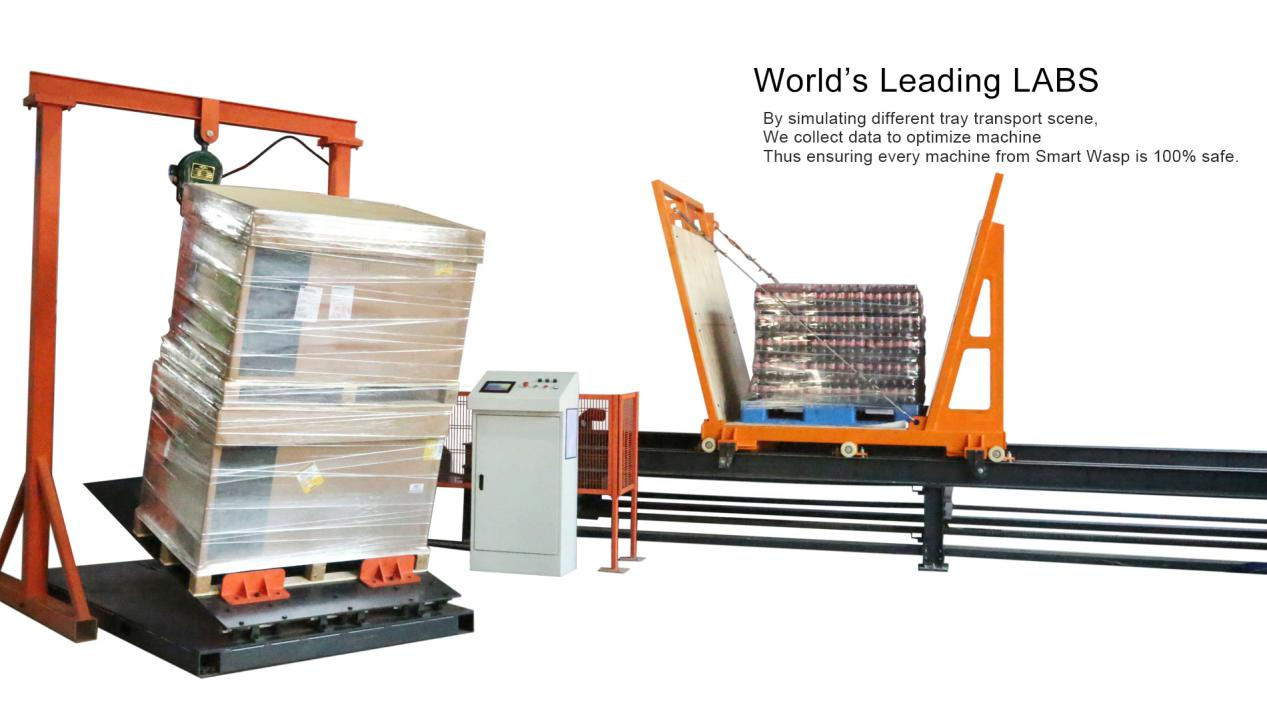 World's Leading LABS
By simulating different tray transport scene,
We collect data to optimize machine
Thus ensuring every machine from Smart Wasp is 100% safe.